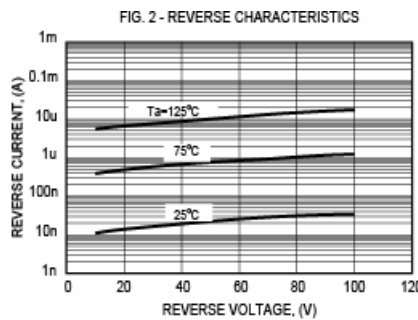 FIG. 2 - REVERSE CHARACTERISTICS
REVERSE CURRENT, (A)
1m
0.1m
10u
1u
100n
10n
1n
Ta=125°C
75°C
25°C
0 20 40 60 80 100 120
REVERSE VOLTAGE, (V)